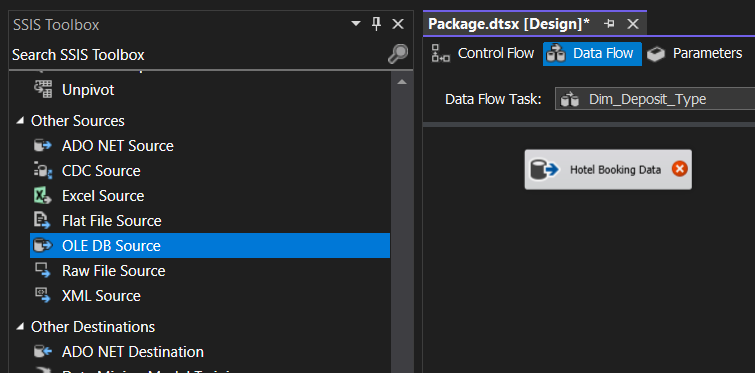 SSIS Toolbox
Search SSIS Toolbox
Unpivot
Other Sources
ADO NET Source
CDC Source
Excel Source
Flat File Source
OLE DB Source
Raw File Source
XML Source
Other Destinations
ADO NET Destination
Package.dtsx [Design]*
Control Flow
Data Flow
Parameters
Data Flow Task:
Dim_Deposit_Type
Hotel Booking Data